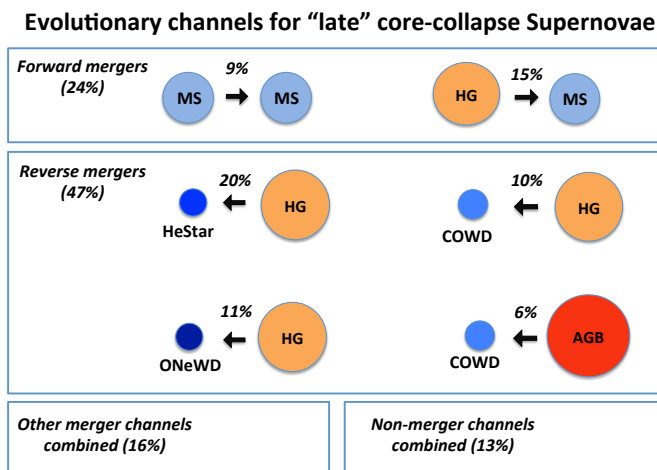 Evolutionary channels for “late” core-collapse Supernovae
Forward mergers
(24%)
9%
MS
MS
15%
HG
MS
Reverse mergers
(47%)
20%
HG
HeStar
10%
HG
COWD
11%
HG
ONeWD
6%
AGB
COWD
Other merger channels
combined (16%)
Non-merger channels
combined (13%)